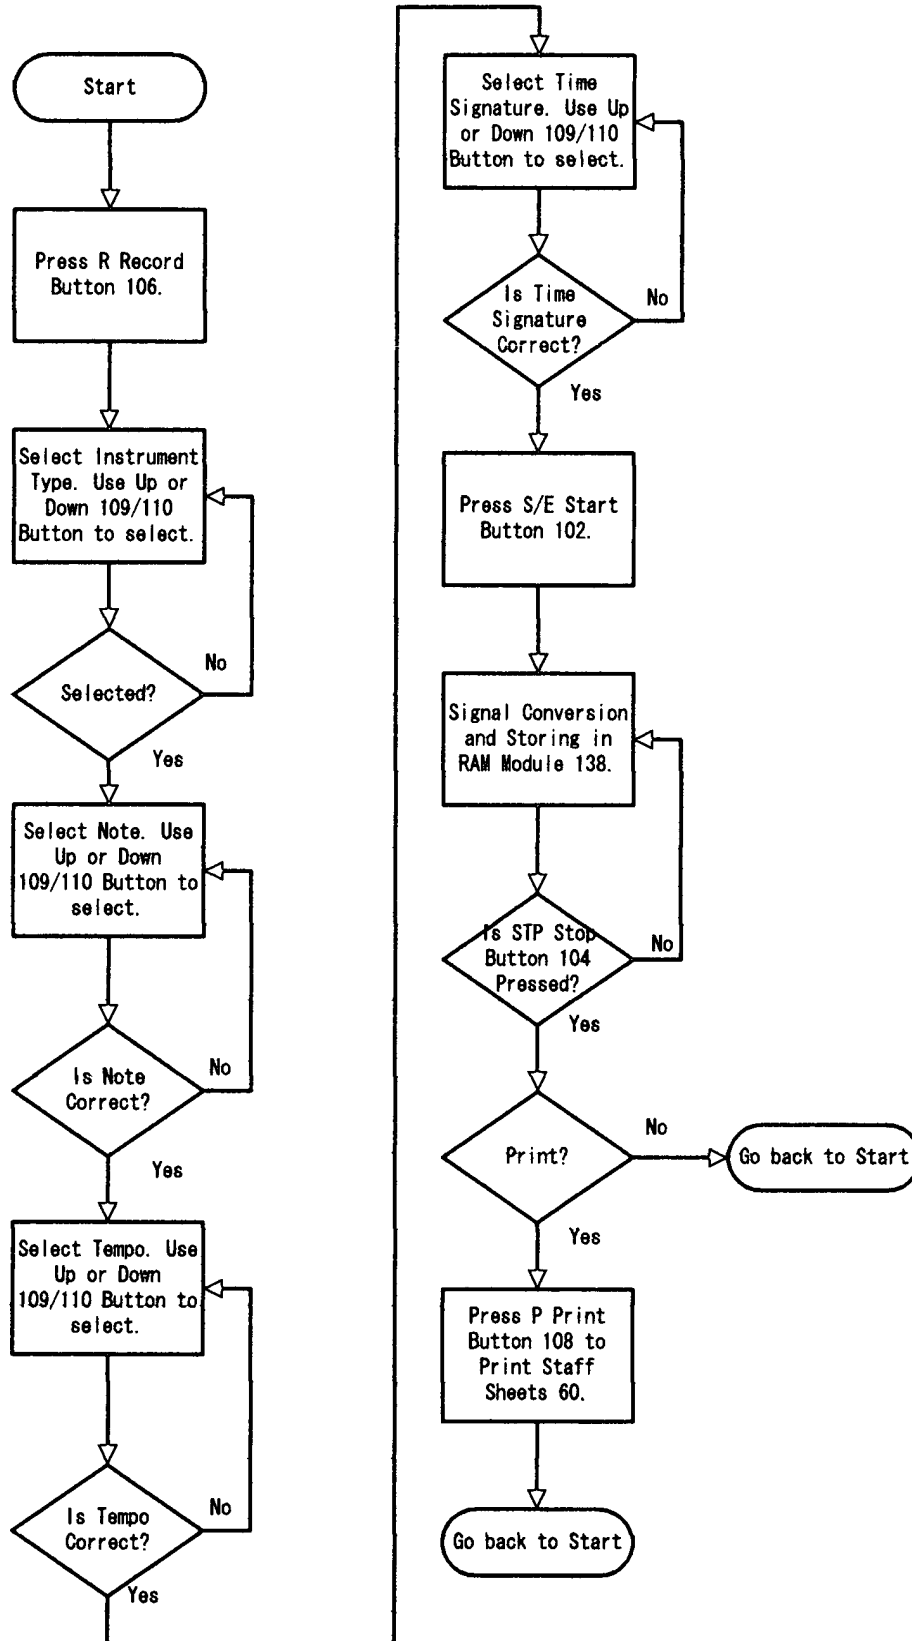 Start
Press R Record
Button 106.
Select Instrument
Type. Use Up or
Down 109/110
Button to select.
No
Selected?
Yes
Select Note. Use
Up or Down
109/110 Button to
select.
No
Is Note
Correct?
Yes
Select Tempo. Use
Up or Down
109/110 Button to
select.
No
Is Tempo
Correct?
Yes
Select Time
Signature. Use Up
or Down 109/110
Button to select.
No
Is Time
Signature
Correct?
Yes
Press S/E Start
Button 102.
Signal Conversion
and Storing in
RAM Module 138.
Is STP Stop
Button 104
Pressed?
No
Yes
Print?
No
Go back to Start
Yes
Press P Print
Button 108 to
Print Staff
Sheets 60.
Go back to Start